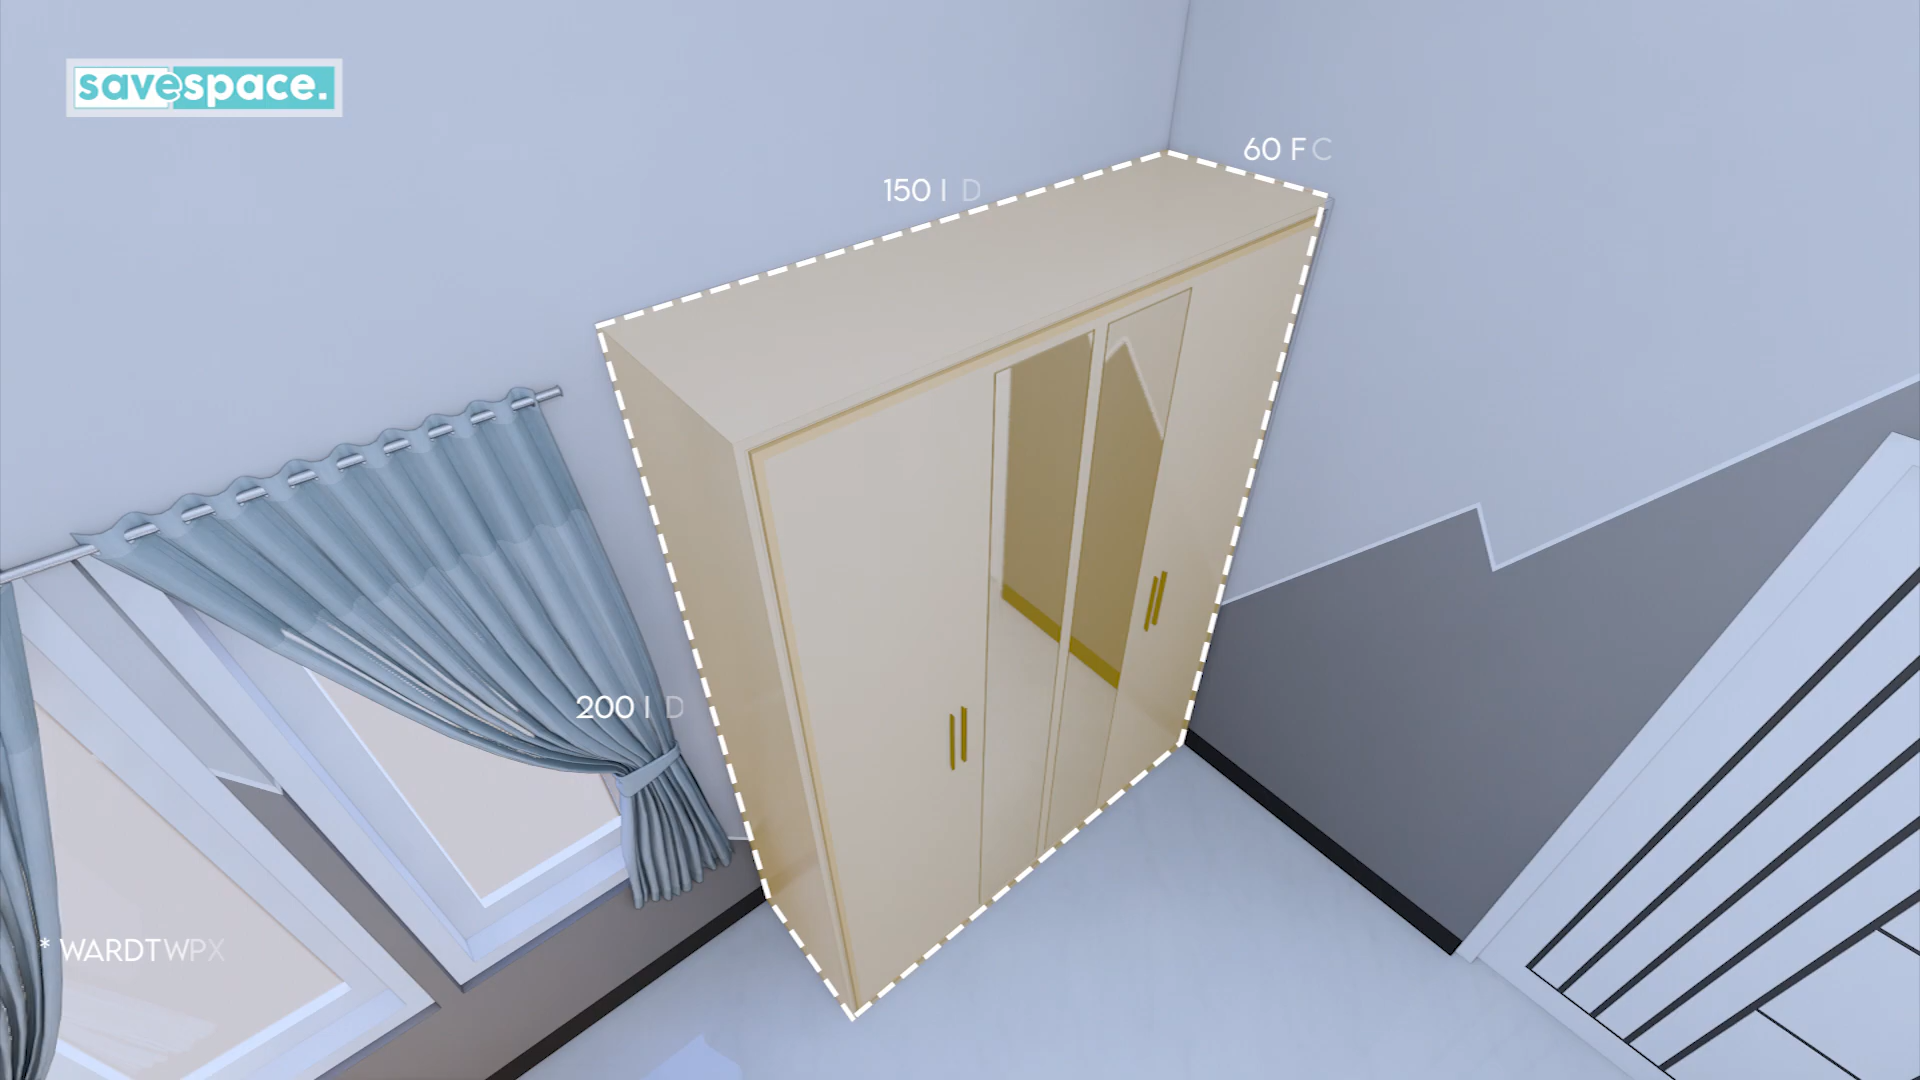 savespace.
60 F C
150 I D
200 I D
* WARDTWPX